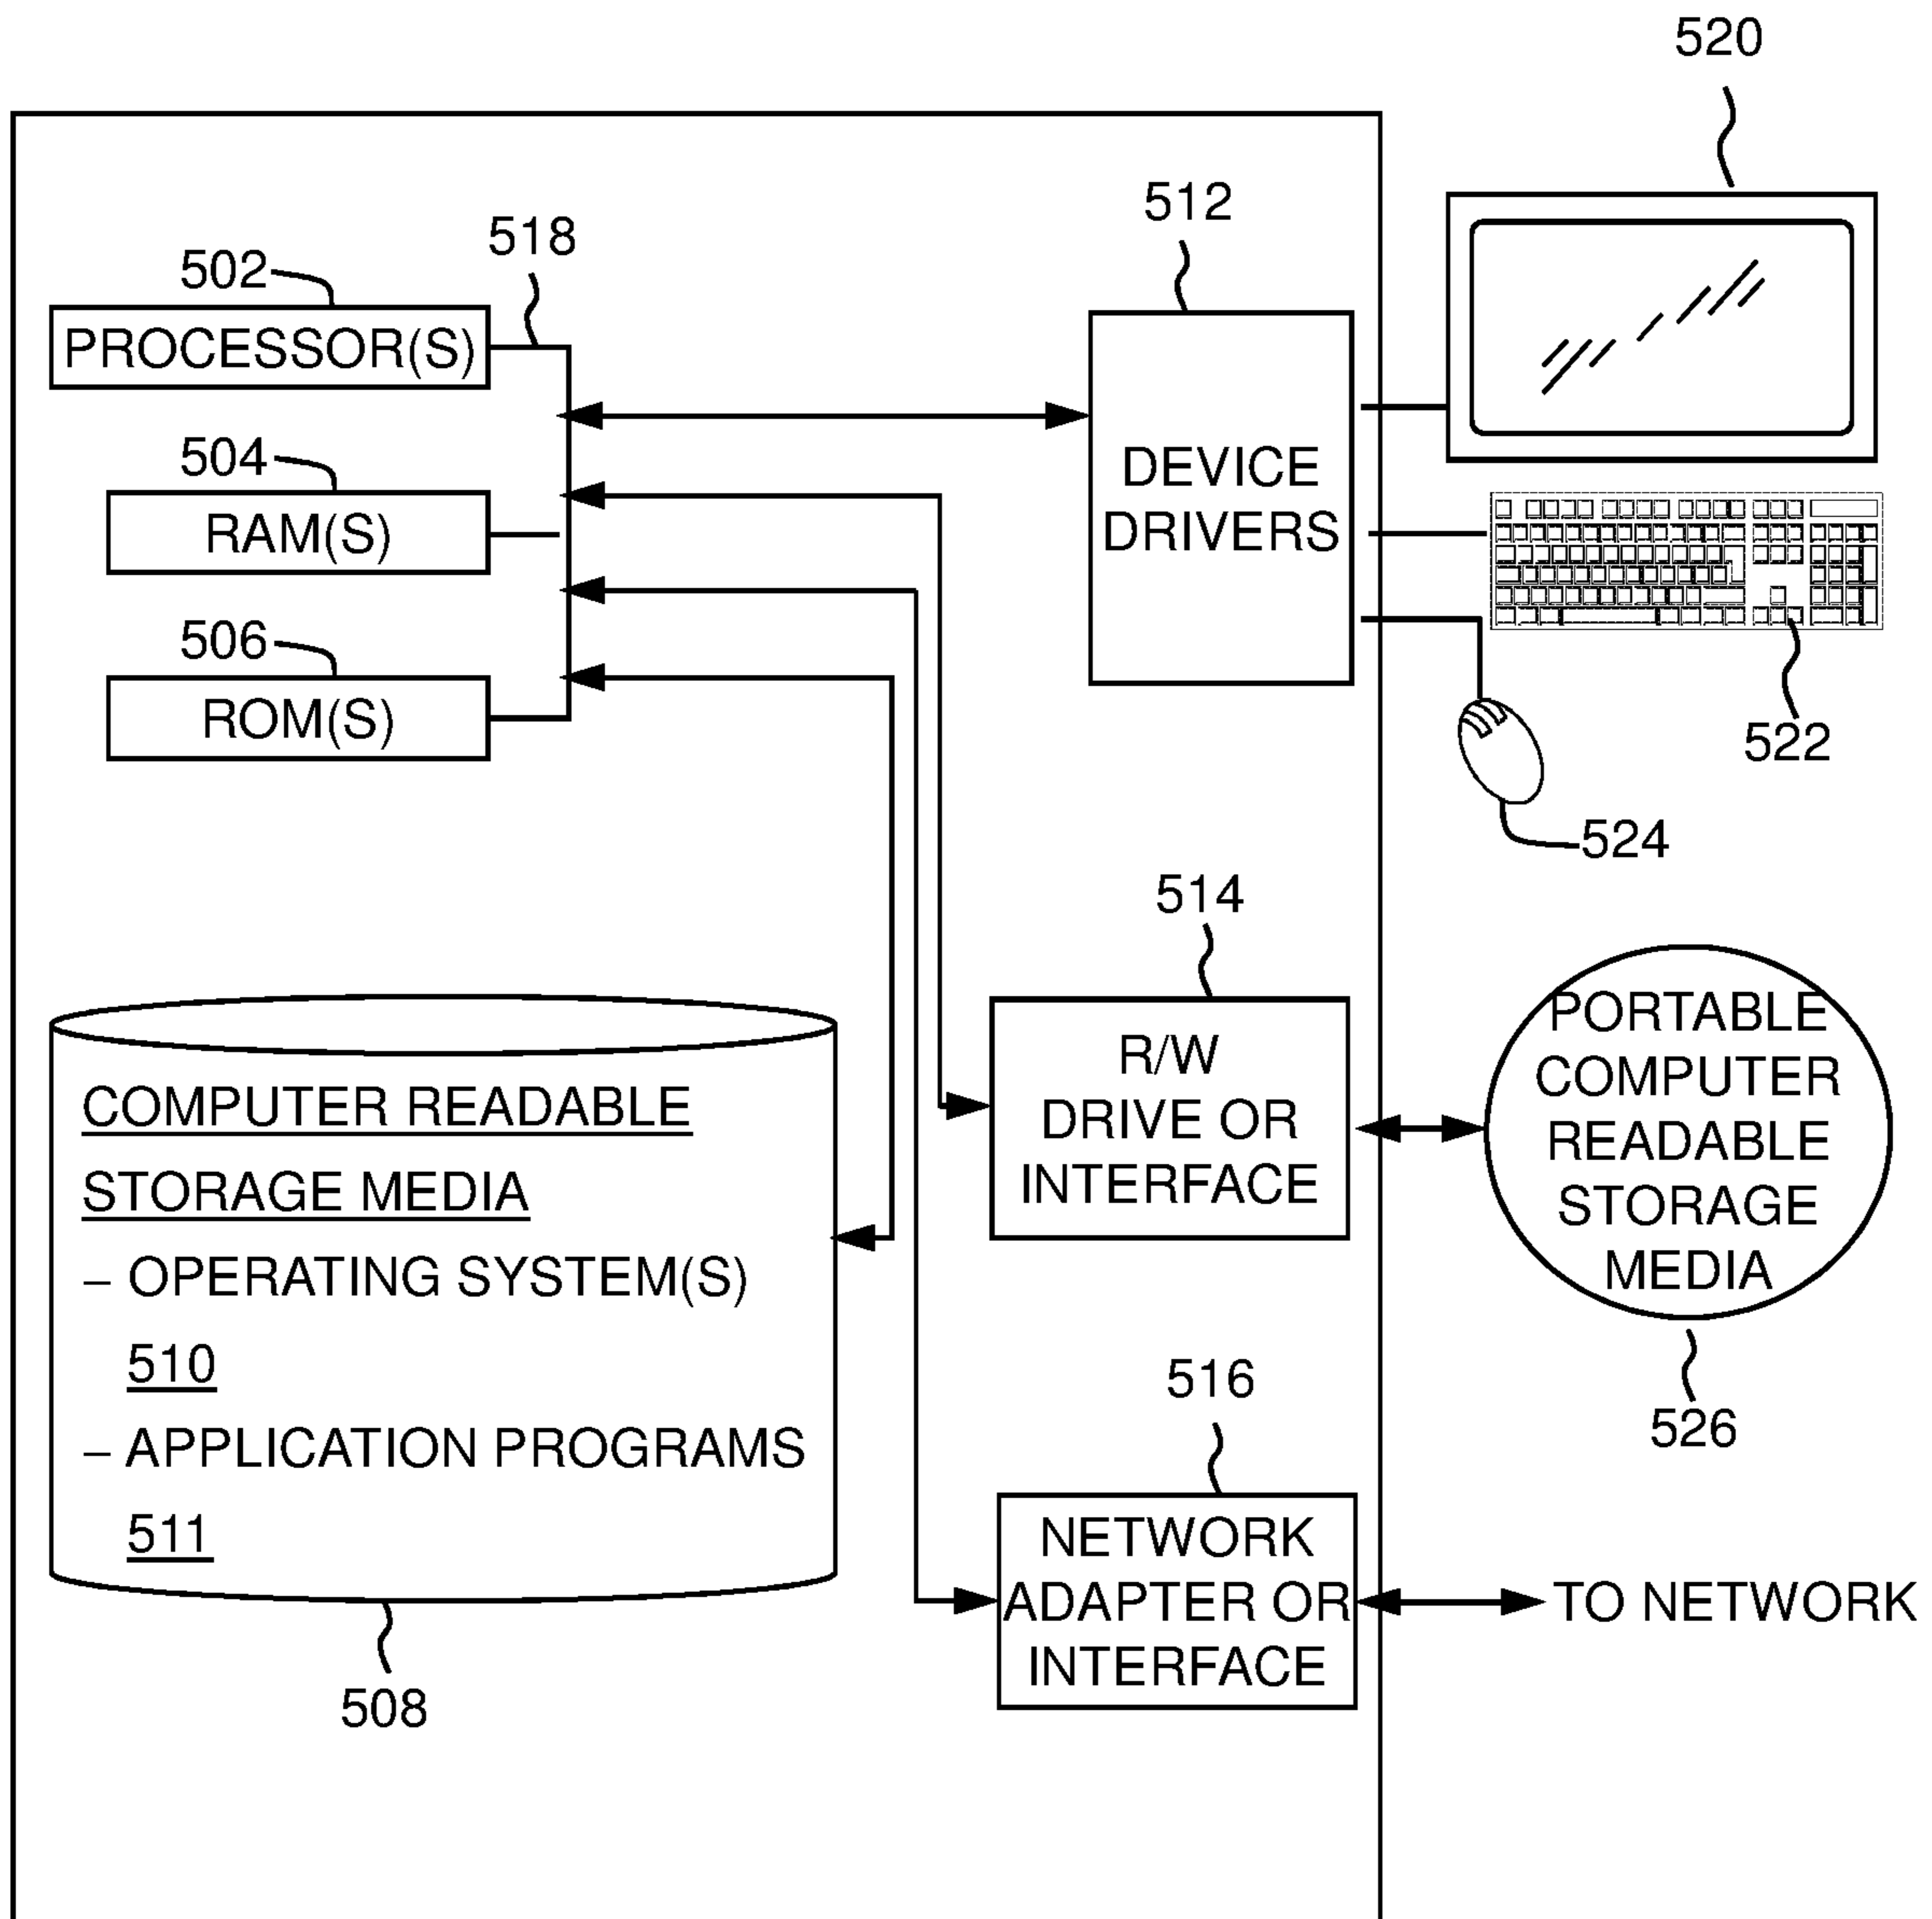 520
512
518
502
PROCESSOR(S)
504
RAM(S)
506
ROM(S)
DEVICE
DRIVERS
522
524
514
R/W
DRIVE OR
INTERFACE
PORTABLE
COMPUTER
READABLE
STORAGE
MEDIA
526
COMPUTER READABLE
STORAGE MEDIA
– OPERATING SYSTEM(S)
510
– APPLICATION PROGRAMS
511
508
516
NETWORK
ADAPTER OR
INTERFACE
TO NETWORK